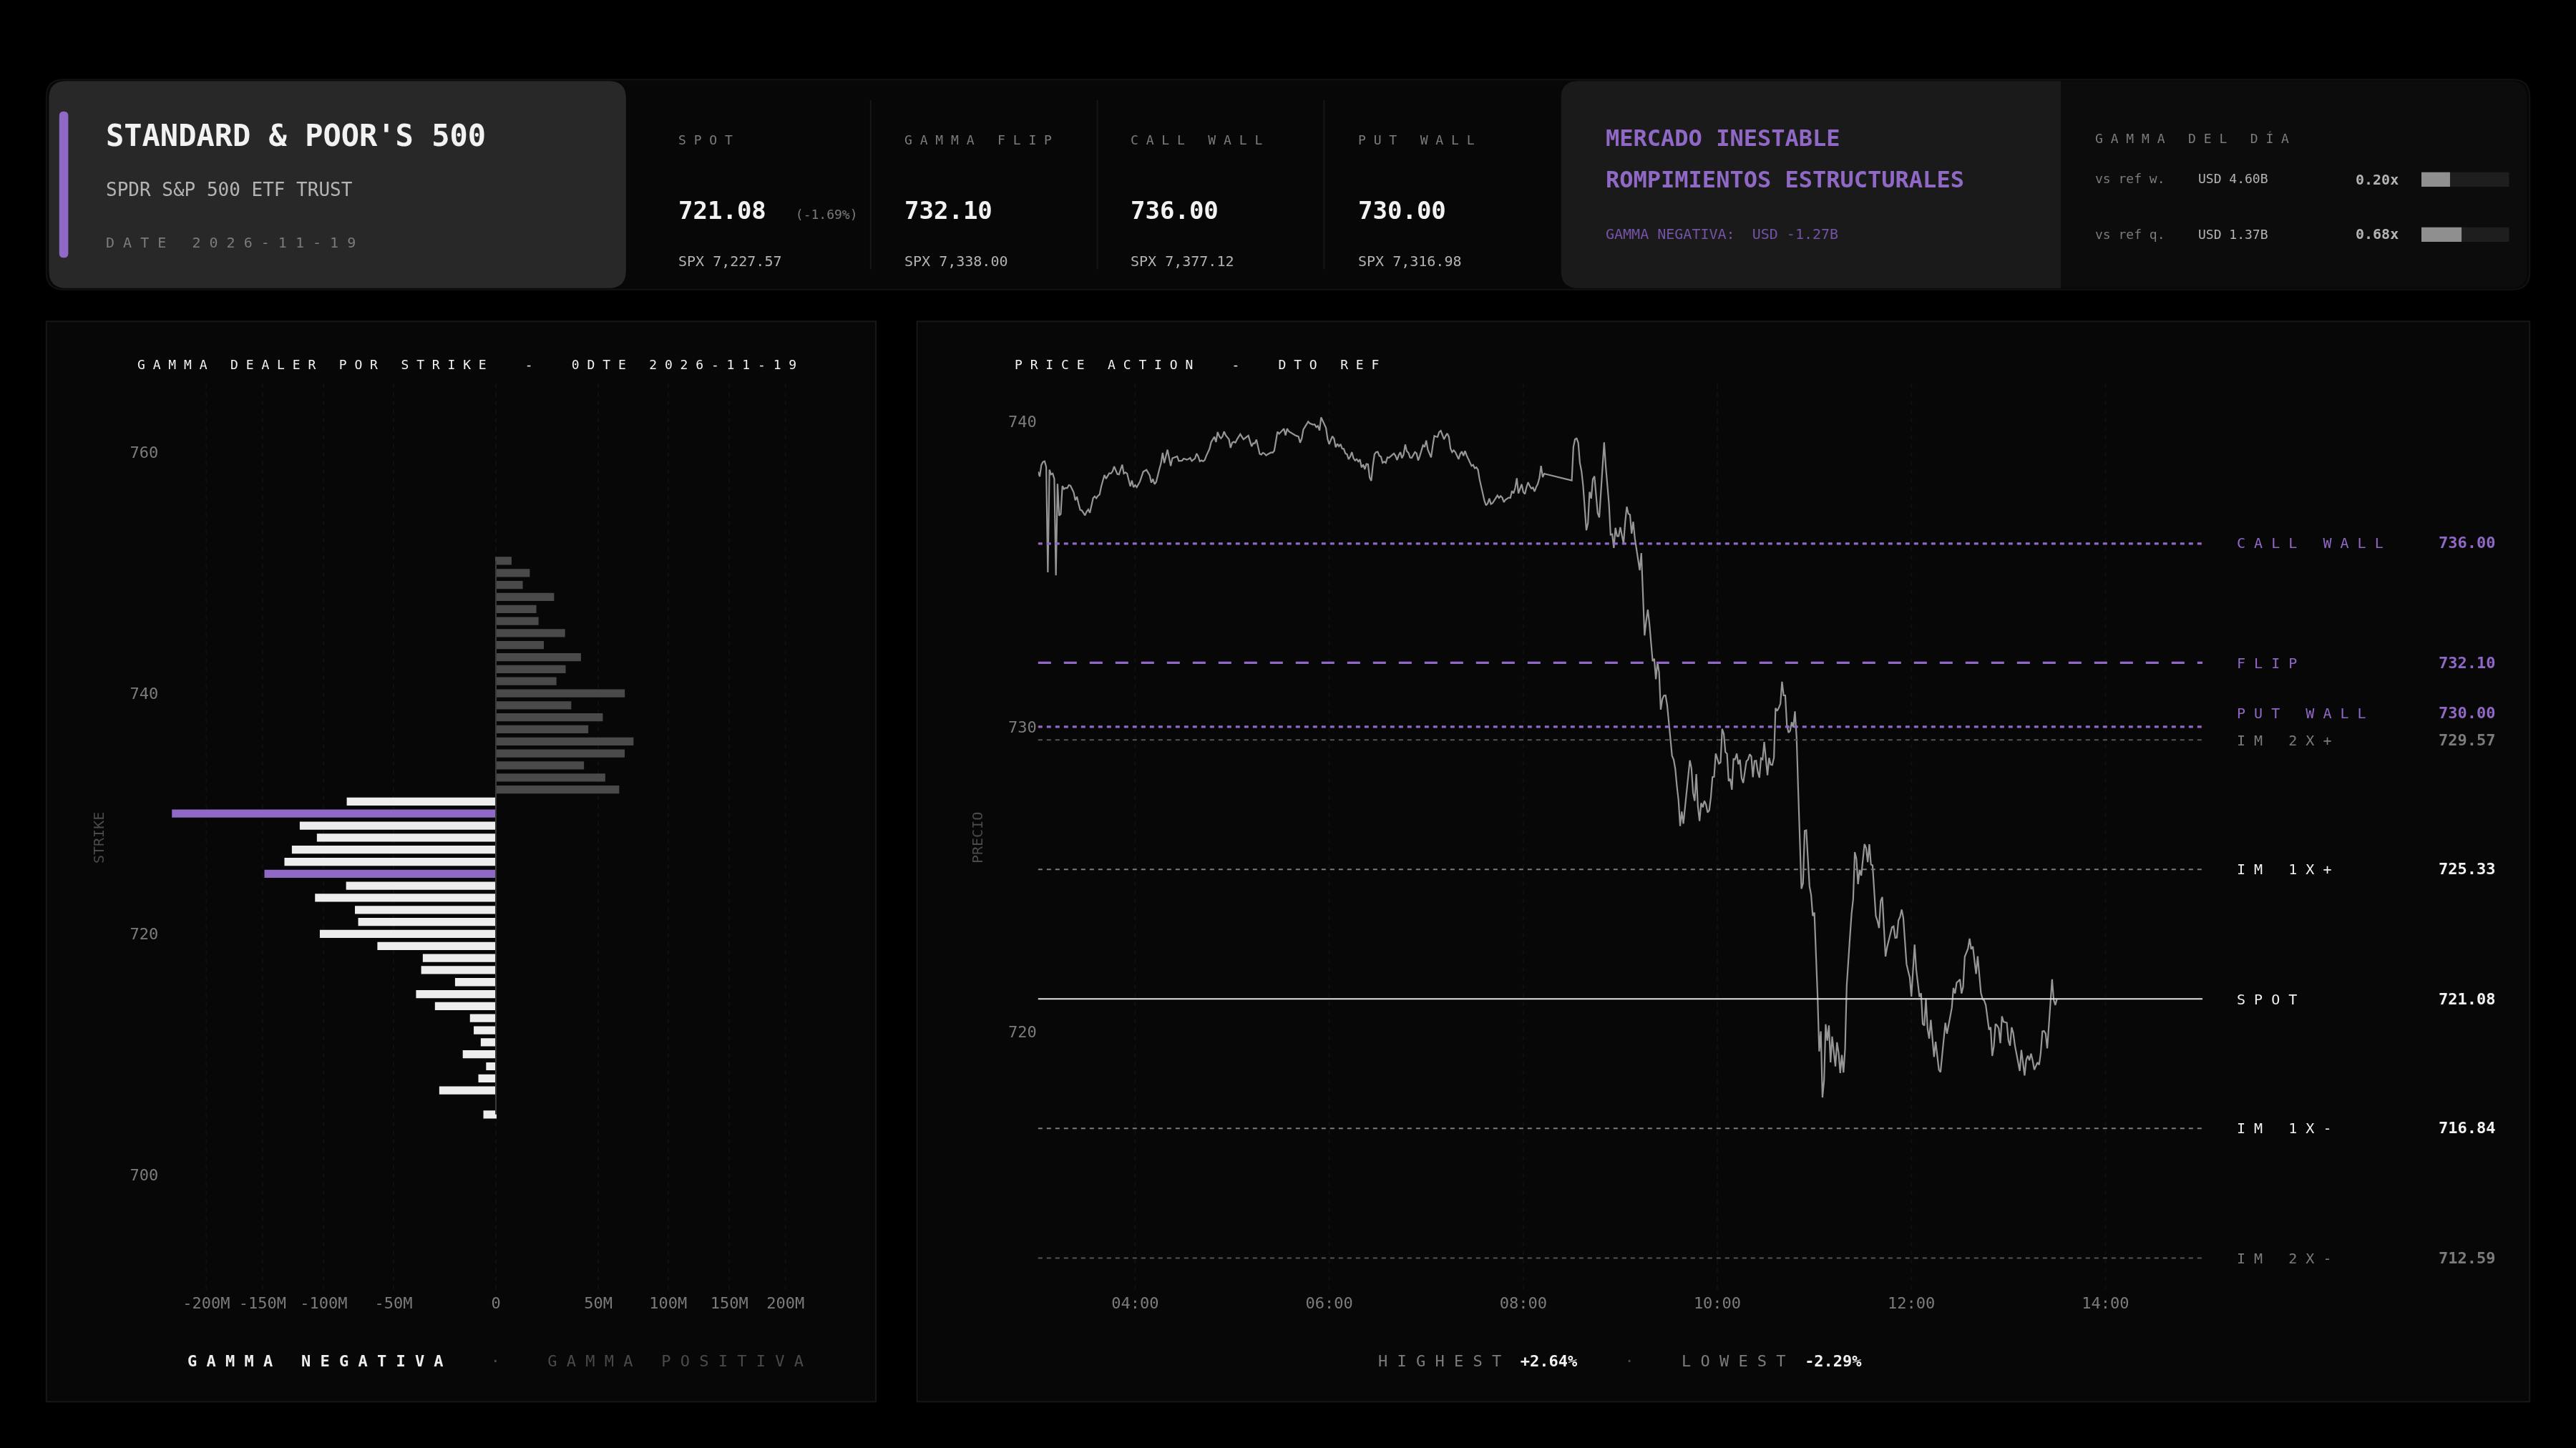 STANDARD & POOR'S 500
SPDR S&P 500 ETF TRUST
DATE 2026-11-19
SPOT
721.08 (-1.69%)
SPX 7,227.57
GAMMA FLIP
732.10
SPX 7,338.00
CALL WALL
736.00
SPX 7,377.12
PUT WALL
730.00
SPX 7,316.98
MERCADO INESTABLE
ROMPIMIENTOS ESTRUCTURALES
GAMMA NEGATIVA: USD -1.27B
GAMMA DEL DÍA
vs ref w. USD 4.60B 0.20x
vs ref q. USD 1.37B 0.68x
GAMMA DEALER POR STRIKE - 0DTE 2026-11-19
760
740
720
700
STRIKE
-200M -150M -100M -50M 0 50M 100M 150M 200M
GAMMA NEGATIVA · GAMMA POSITIVA
PRICE ACTION - DTO REF
740
730
720
PRECIO
CALL WALL 736.00
FLIP 732.10
PUT WALL 730.00
IM 2X+ 729.57
IM 1X+ 725.33
SPOT 721.08
IM 1X- 716.84
IM 2X- 712.59
04:00 06:00 08:00 10:00 12:00 14:00
HIGHEST +2.64% · LOWEST -2.29%